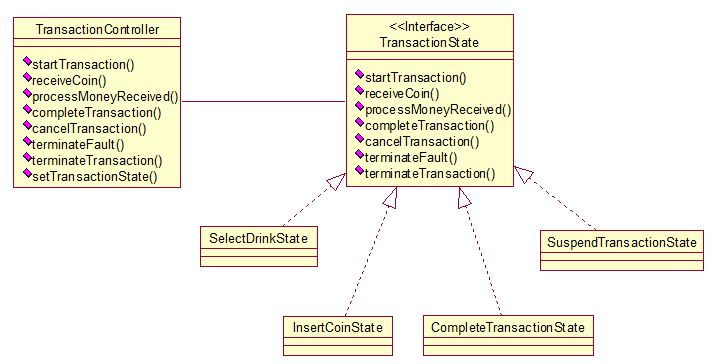 TransactionController
startTransaction()
receiveCoin()
processMoneyReceived()
completeTransaction()
cancelTransaction()
terminateFault()
terminateTransaction()
setTransactionState()
<<Interface>>
TransactionState
startTransaction()
receiveCoin()
processMoneyReceived()
completeTransaction()
cancelTransaction()
terminateFault()
terminateTransaction()
SelectDrinkState
SuspendTransactionState
InsertCoinState
CompleteTransactionState